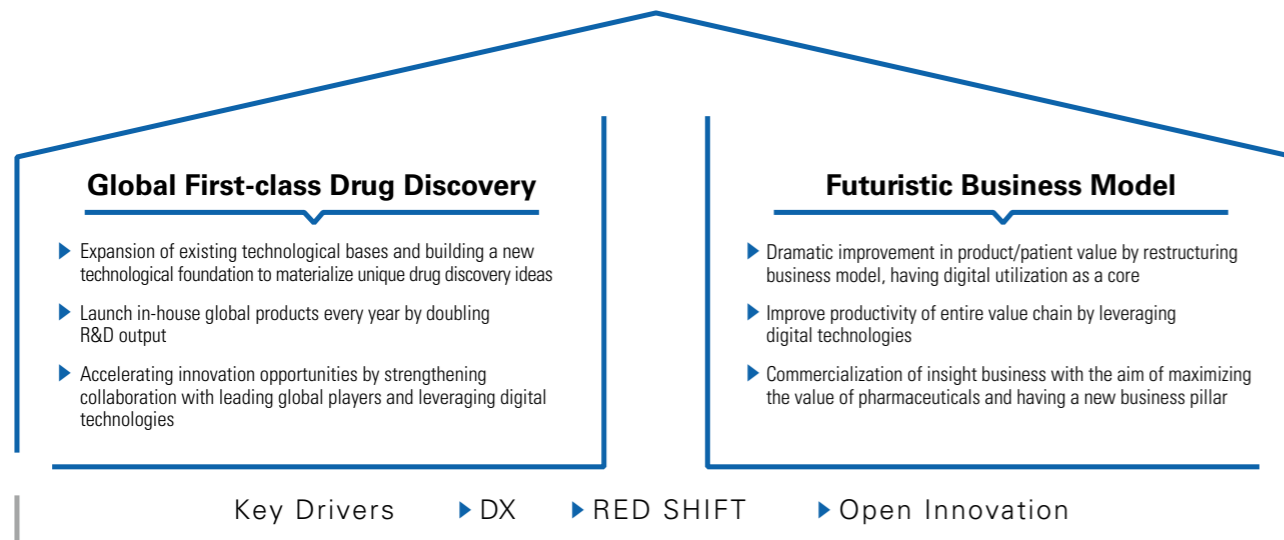 Global First-class Drug Discovery
Expansion of existing technological bases and building a new
technological foundation to materialize unique drug discovery ideas
Launch in-house global products every year by doubling
R&D output
Accelerating innovation opportunities by strengthening
collaboration with leading global players and leveraging digital
technologies
Futuristic Business Model
Dramatic improvement in product/patient value by restructuring
business model, having digital utilization as a core
Improve productivity of entire value chain by leveraging
digital technologies
Commercialization of insight business with the aim of maximizing
the value of pharmaceuticals and having a new business pillar
Key Drivers DX RED SHIFT Open Innovation